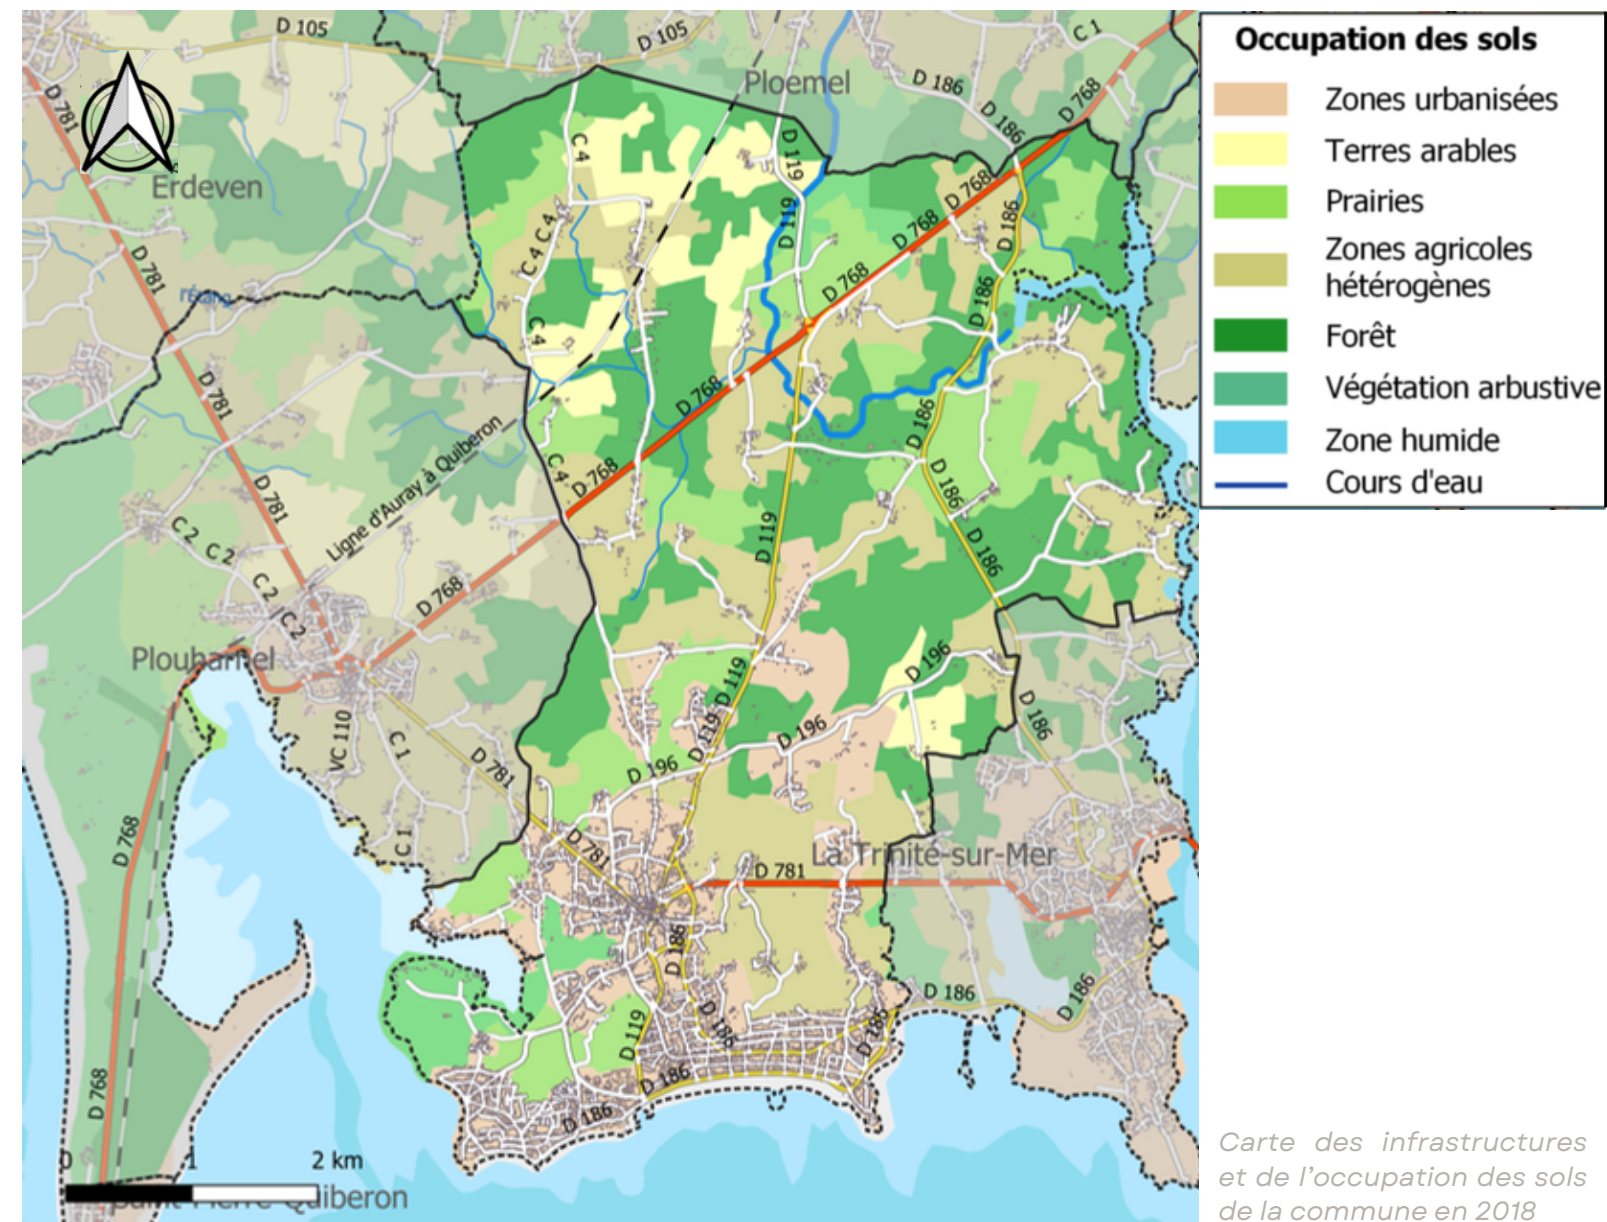 D 105
D 105
C 1
Ploemel
D 186
D 768
D 781
D 186
C 4
D 119
Erdeven
D 768
D 119
D 186
D 768
C 4
C 4
D 781
D 768
D 186
l'étang
C 4
D 781
D 768
D 186
Ligne d'Auray à Quiberon
C 4
D 768
D 186
D 781
C 2
C 2
D 119
D 186
C 2
D 768
C 2
Plouharnel
D 196
D 119
VC 110
C 1
D 119
D 196
D 186
D 781
D 196
D 768
C 1
D 781
La Trinité-sur-Mer
D 781
D 186
D 186
D 186
D 119
D 186
D 186
D 768
D 186
D 186
0 1 2 km
Saint-Pierre-Quiberon
Occupation des sols
Zones urbanisées
Terres arables
Prairies
Zones agricoles
hétérogènes
Forêt
Végétation arbustive
Zone humide
Cours d'eau
Carte des infrastructures
et de l'occupation des sols
de la commune en 2018